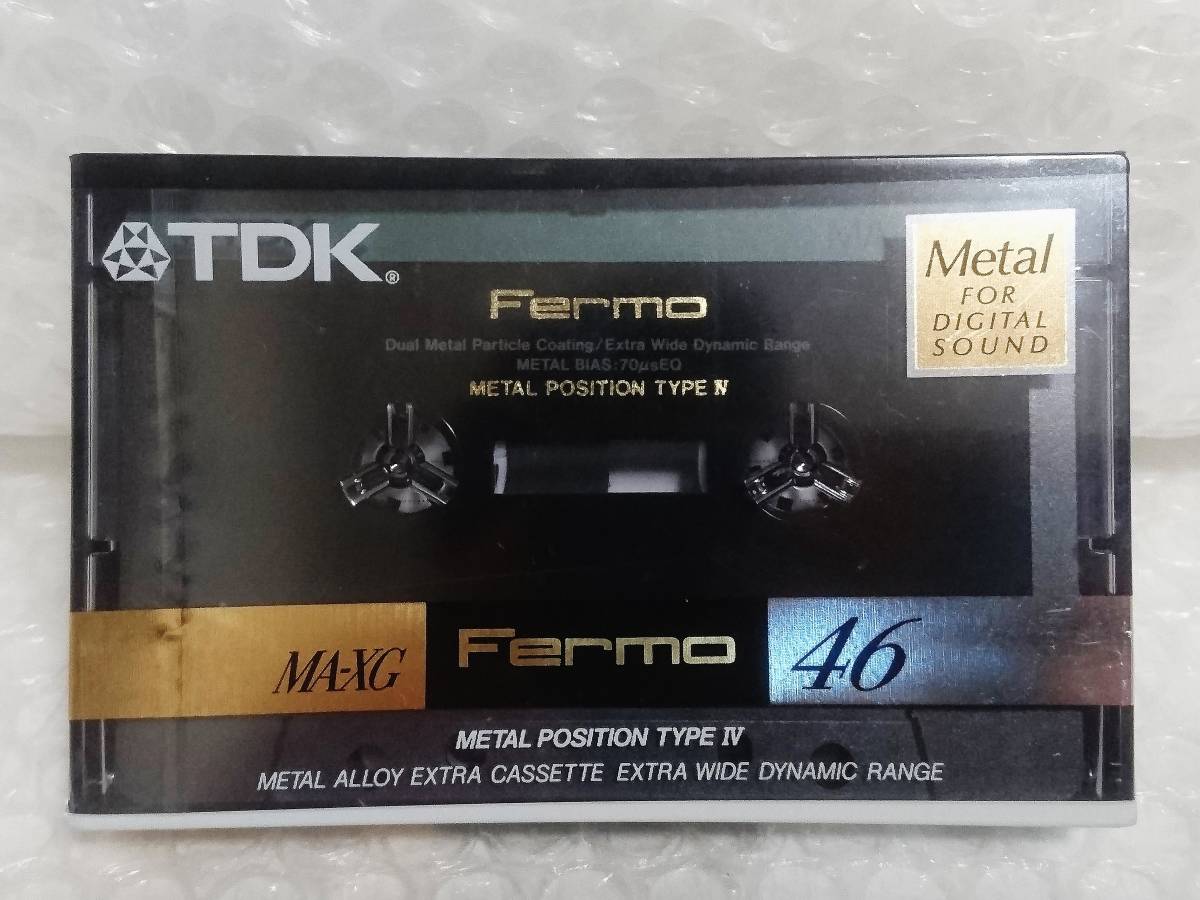 TDK®
Metal
FOR
DIGITAL
SOUND
Fermo
Dual Metal Particle Coating/Extra Wide Dynamic Range
METAL BIAS:70μsEQ
METAL POSITION TYPE Ⅳ
MA-XG
Fermo
46
METAL POSITION TYPE Ⅳ
METAL ALLOY EXTRA CASSETTE EXTRA WIDE DYNAMIC RANGE